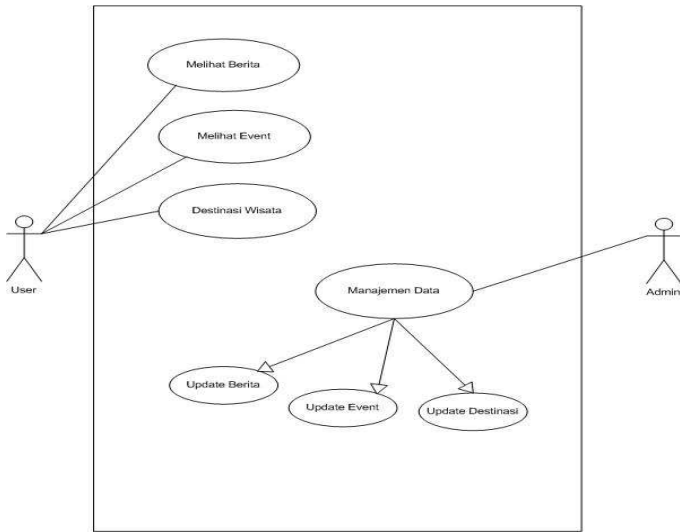 Melihat Berita
Melihat Event
Destinasi Wisata
User
Manajemen Data
Admin
Update Berita
Update Event
Update Destinasi